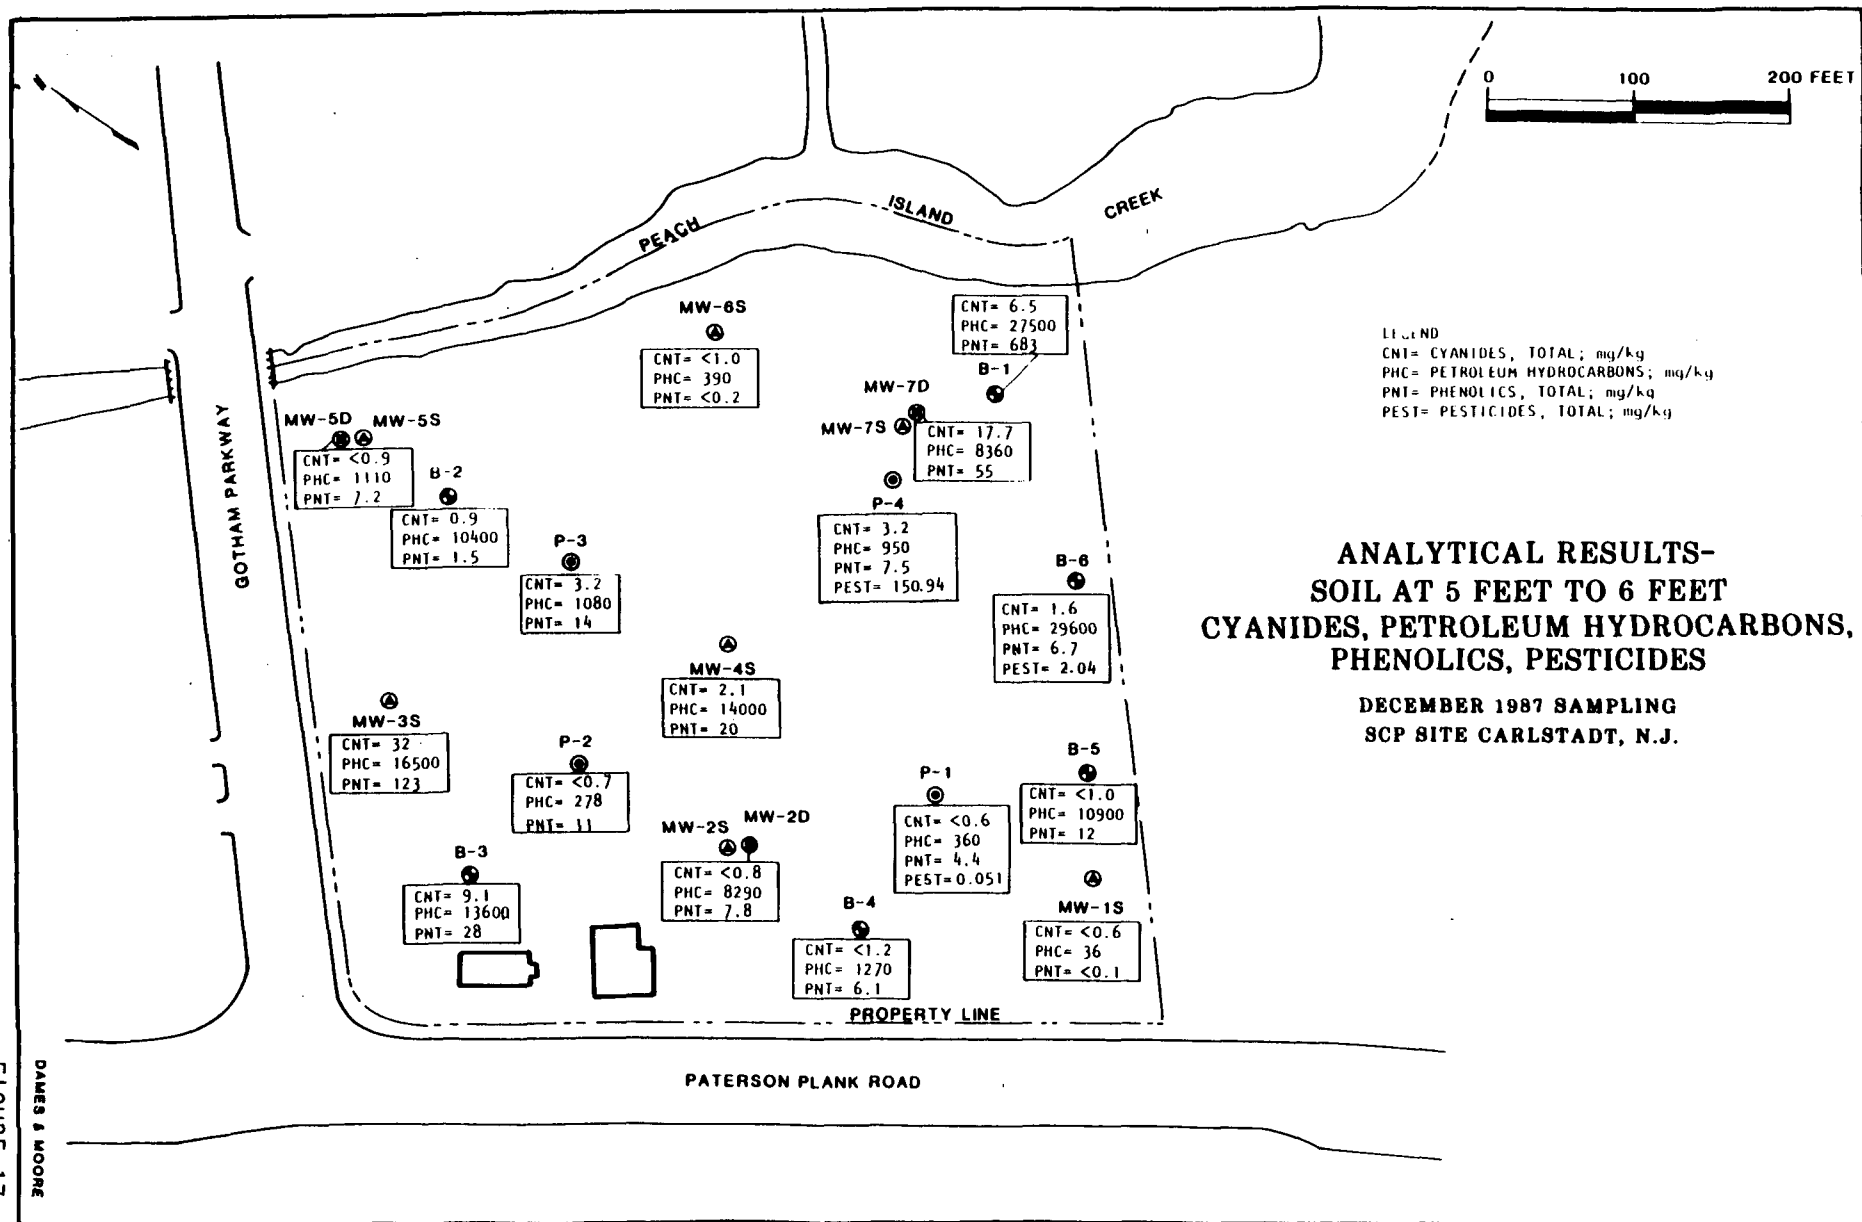 0 100 200 FEET
PEACH ISLAND CREEK
MW-6S
CNT= <1.0
PHC= 390
PNT= <0.2
CNT= 6.5
PHC= 27500
PNT= 683
B-1
MW-7D
MW-7S
CNT= 17.7
PHC= 8360
PNT= 55
CNT= CYANIDES, TOTAL; mg/kg
PHC= PETROLEUM HYDROCARBONS; mg/kg
PNT= PHENOLICS, TOTAL; mg/kg
PEST= PESTICIDES, TOTAL; mg/kg
GOTHAM PARKWAY
MW-5D MW-5S
CNT= <0.9
PHC= 1110
PNT= 7.2
B-2
CNT= 0.9
PHC= 10400
PNT= 1.5
P-3
CNT= 3.2
PHC= 1080
PNT= 14
P-4
CNT= 3.2
PHC= 950
PNT= 7.5
PEST= 150.94
B-6
CNT= 1.6
PHC= 29600
PNT= 6.7
PEST= 2.04
ANALYTICAL RESULTS-
SOIL AT 5 FEET TO 6 FEET
CYANIDES, PETROLEUM HYDROCARBONS,
PHENOLICS, PESTICIDES
DECEMBER 1987 SAMPLING
SCP SITE CARLSTADT, N.J.
MW-4S
CNT= 2.1
PHC= 14000
PNT= 20
MW-3S
CNT= 32
PHC= 16500
PNT= 123
P-2
CNT= <0.7
PHC= 278
PNT= 11
P-1
CNT= <0.6
PHC= 360
PNT= 4.4
PEST=0.051
B-5
CNT= <1.0
PHC= 10900
PNT= 12
MW-2S MW-2D
CNT= <0.8
PHC= 8290
PNT= 7.8
B-3
CNT= 9.1
PHC= 13600
PNT= 28
B-4
CNT= <1.2
PHC= 1270
PNT= 6.1
MW-1S
CNT= <0.6
PHC= 36
PNT= <0.1
PROPERTY LINE
PATERSON PLANK ROAD
DAMES & MOORE